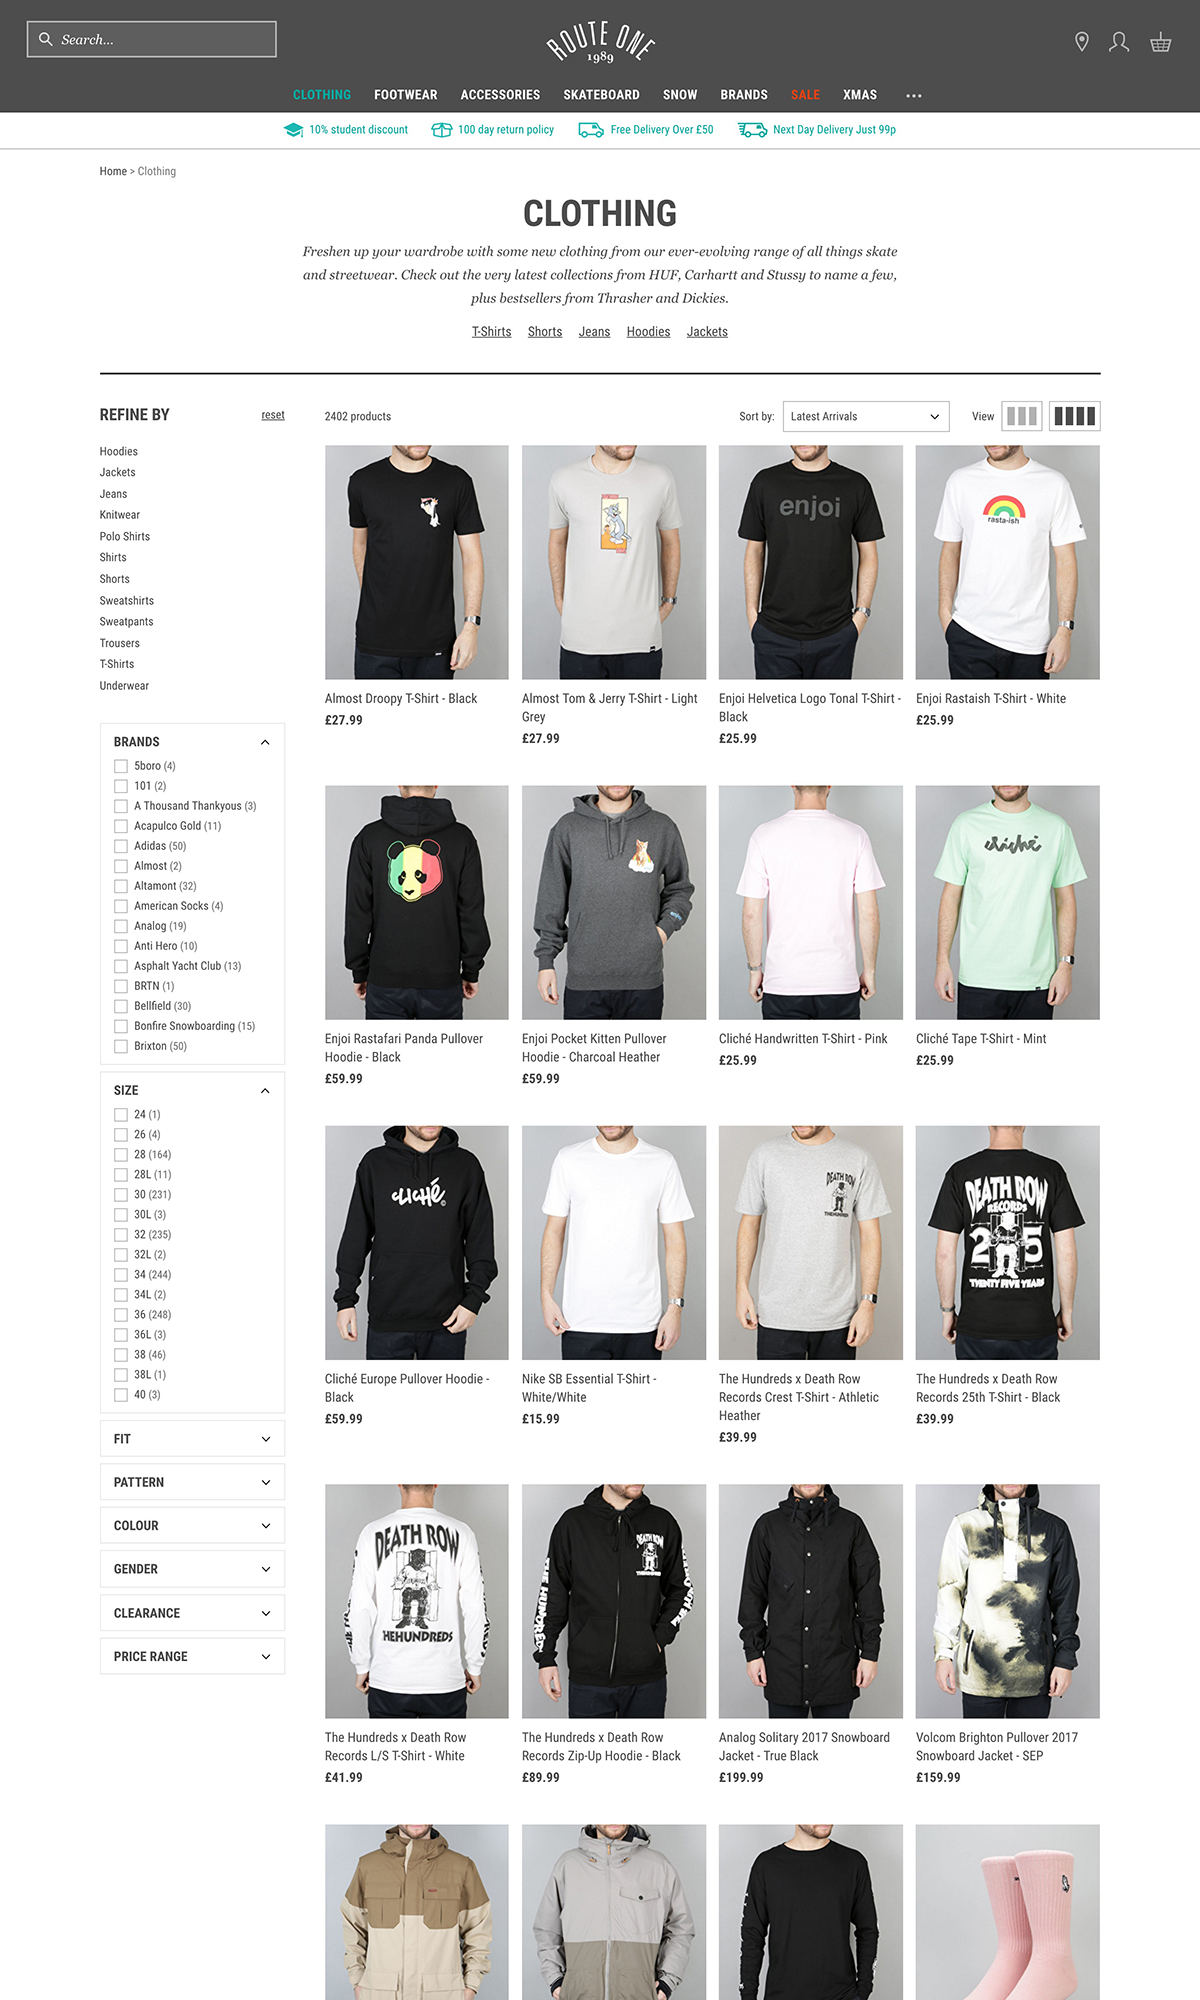 Search...
ROUTE ONE
1989
CLOTHING FOOTWEAR ACCESSORIES SKATEBOARD SNOW BRANDS SALE XMAS
10% student discount 100 day return policy Free Delivery Over £50 Next Day Delivery Just 99p
Home > Clothing
CLOTHING
Freshen up your wardrobe with some new clothing from our ever-evolving range of all things skate
and streetwear. Check out the very latest collections from HUF, Carhartt and Stussy to name a few,
plus bestsellers from Thrasher and Dickies.
T-Shirts Shorts Jeans Hoodies Jackets
REFINE BY reset
Hoodies
Jackets
Jeans
Knitwear
Polo Shirts
Shirts
Shorts
Sweatshirts
Sweatpants
Trousers
T-Shirts
Underwear
BRANDS
5boro (4)
101 (2)
A Thousand Thankyous (3)
Acapulco Gold (11)
Adidas (50)
Almost (2)
Altamont (32)
American Socks (4)
Analog (19)
Anti Hero (10)
Asphalt Yacht Club (13)
BRTN (1)
Bellfield (30)
Bonfire Snowboarding (15)
Brixton (50)
SIZE
24 (1)
26 (4)
28 (164)
28L (11)
30 (231)
30L (3)
32 (235)
32L (2)
34 (244)
34L (2)
36 (248)
36L (3)
38 (46)
38L (1)
40 (3)
FIT
PATTERN
COLOUR
GENDER
CLEARANCE
PRICE RANGE
2402 products Sort by: Latest Arrivals View
enjoi
rasta-ish
Almost Droopy T-Shirt - Black
£27.99
Almost Tom & Jerry T-Shirt - Light
Grey
£27.99
Enjoi Helvetica Logo Tonal T-Shirt -
Black
£25.99
Enjoi Rastaish T-Shirt - White
£25.99
enjoi
cliché
Enjoi Rastafari Panda Pullover
Hoodie - Black
£59.99
Enjoi Pocket Kitten Pullover
Hoodie - Charcoal Heather
£59.99
Cliché Handwritten T-Shirt - Pink
£25.99
Cliché Tape T-Shirt - Mint
£25.99
cliché ©
DEATH ROW
RECORDS
THEHUNDREDS
DEATH ROW
RECORDS
25
TWENTY FIVE YEARS
Cliché Europe Pullover Hoodie -
Black
£59.99
Nike SB Essential T-Shirt -
White/White
£15.99
The Hundreds x Death Row
Records Crest T-Shirt - Athletic
Heather
£39.99
The Hundreds x Death Row
Records 25th T-Shirt - Black
£39.99
DEATH ROW
HEHUNDREDS
DEATH ROW
THEHUNDREDS
THE HUNDREDS
The Hundreds x Death Row
Records L/S T-Shirt - White
£41.99
The Hundreds x Death Row
Records Zip-Up Hoodie - Black
£89.99
Analog Solitary 2017 Snowboard
Jacket - True Black
£199.99
Volcom Brighton Pullover 2017
Snowboard Jacket - SEP
£159.99